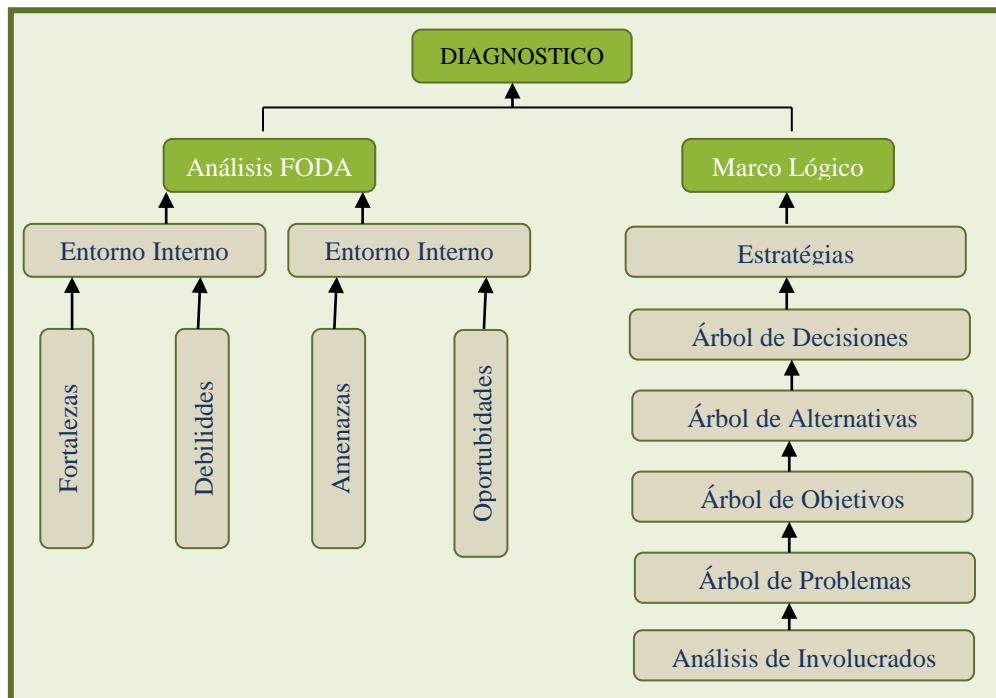 DIAGNOSTICO
Análisis FODA
Marco Lógico
Entorno Interno
Entorno Interno
Estratégias
Fortalezas
Debiliddes
Amenazas
Oportubidades
Árbol de Decisiones
Árbol de Alternativas
Árbol de Objetivos
Árbol de Problemas
Análisis de Involucrados